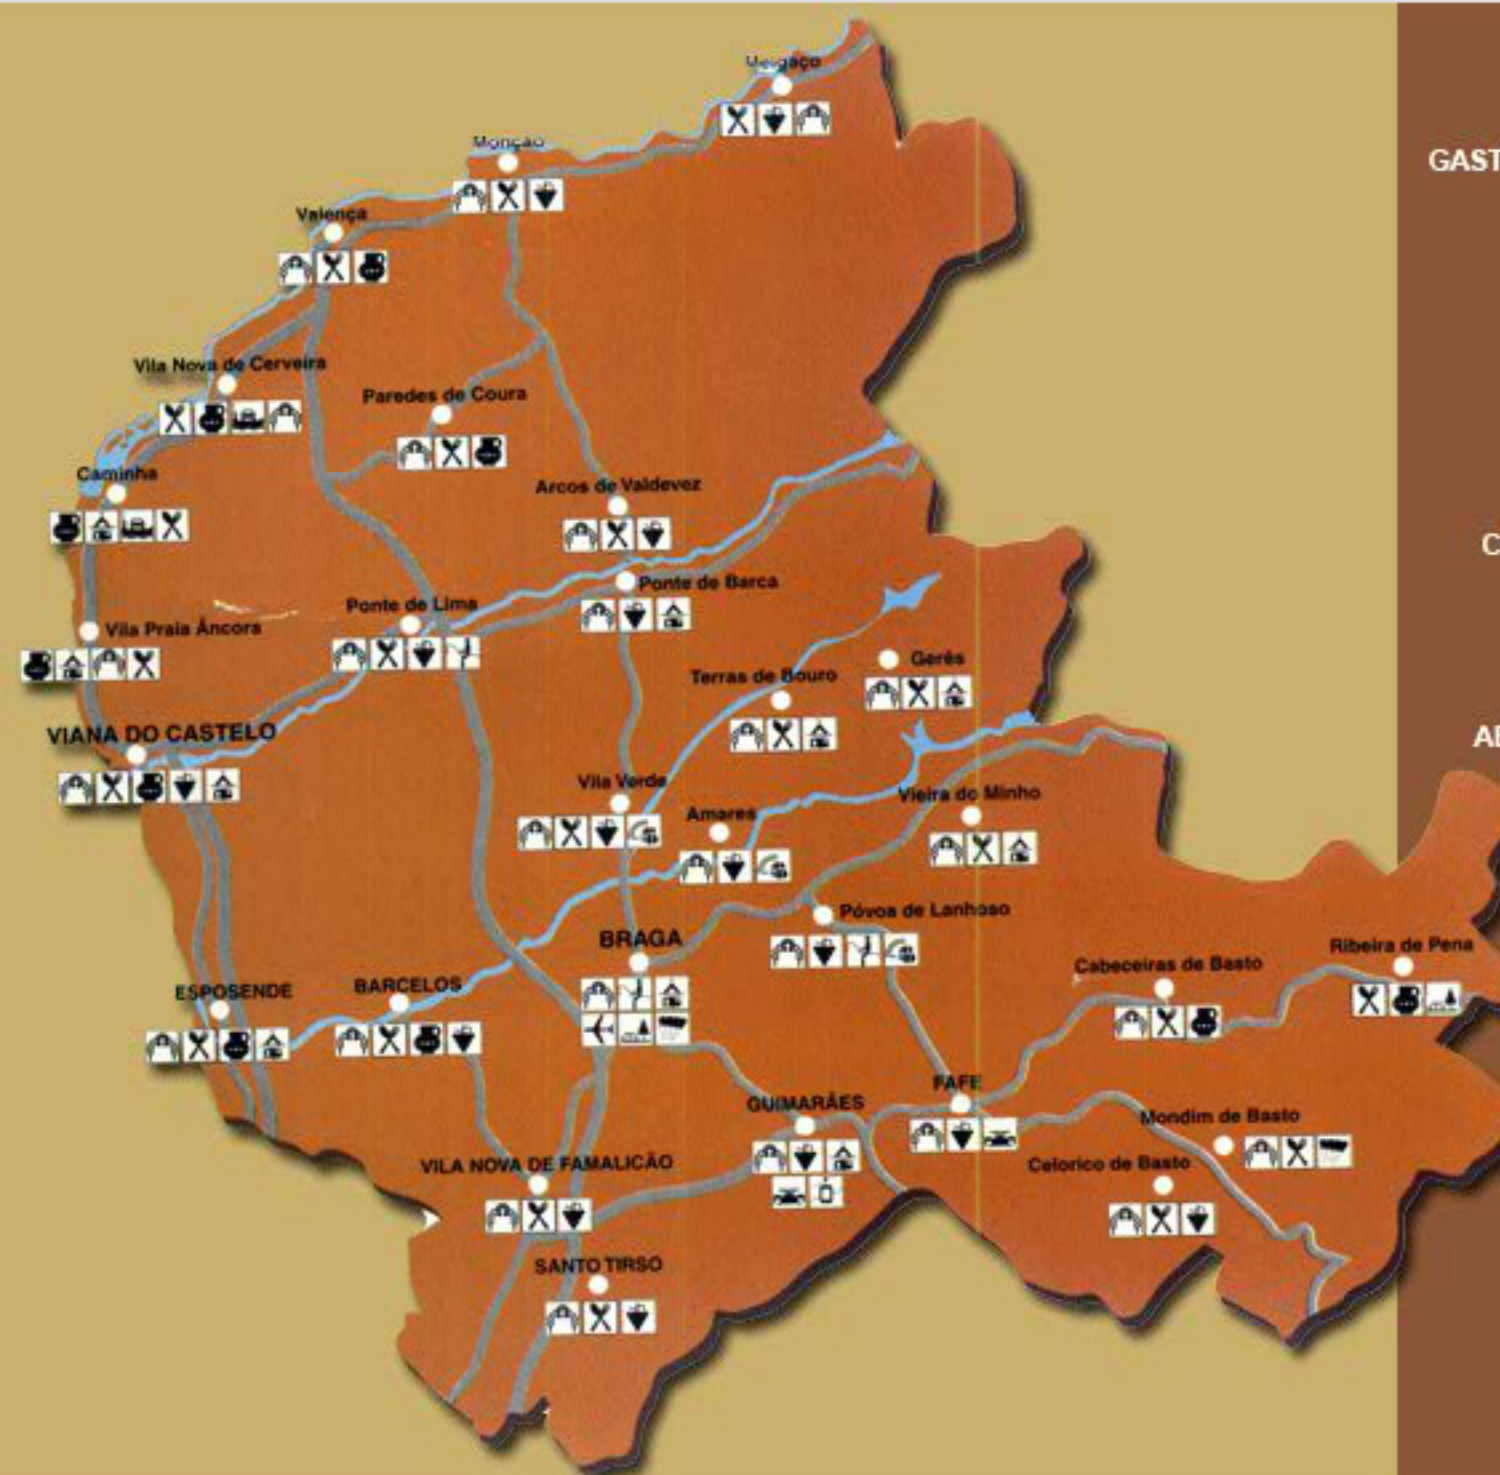 Melgaço
Monção
GAST
Valença
Vila Nova de Cerveira
Paredes de Coura
Caminha
Arcos de Valdevez
C
Ponte de Barca
Ponte de Lima
Vila Praia Âncora
Gerês
Terras de Bouro
VIANA DO CASTELO
AB
Vila Verde
Vieira do Minho
Amares
Póvoa de Lanhoso
BRAGA
Ribeira de Pena
Cabeceiras de Basto
BARCELOS
ESPOSENDE
FAFE
GUIMARÃES
Mondim de Basto
VILA NOVA DE FAMALICÃO
Celorico de Basto
SANTO TIRSO